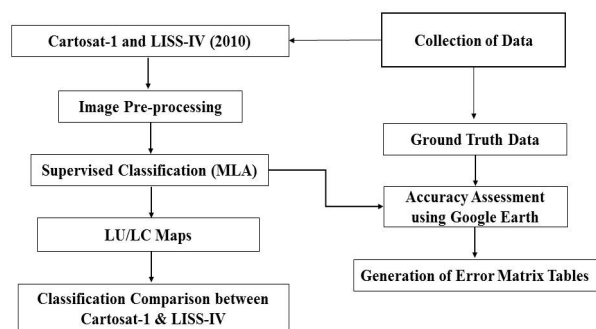 Cartosat-1 and LISS-IV (2010)
Collection of Data
Image Pre-processing
Ground Truth Data
Supervised Classification (MLA)
Accuracy Assessment
using Google Earth
LU/LC Maps
Generation of Error Matrix Tables
Classification Comparison between
Cartosat-1 & LISS-IV